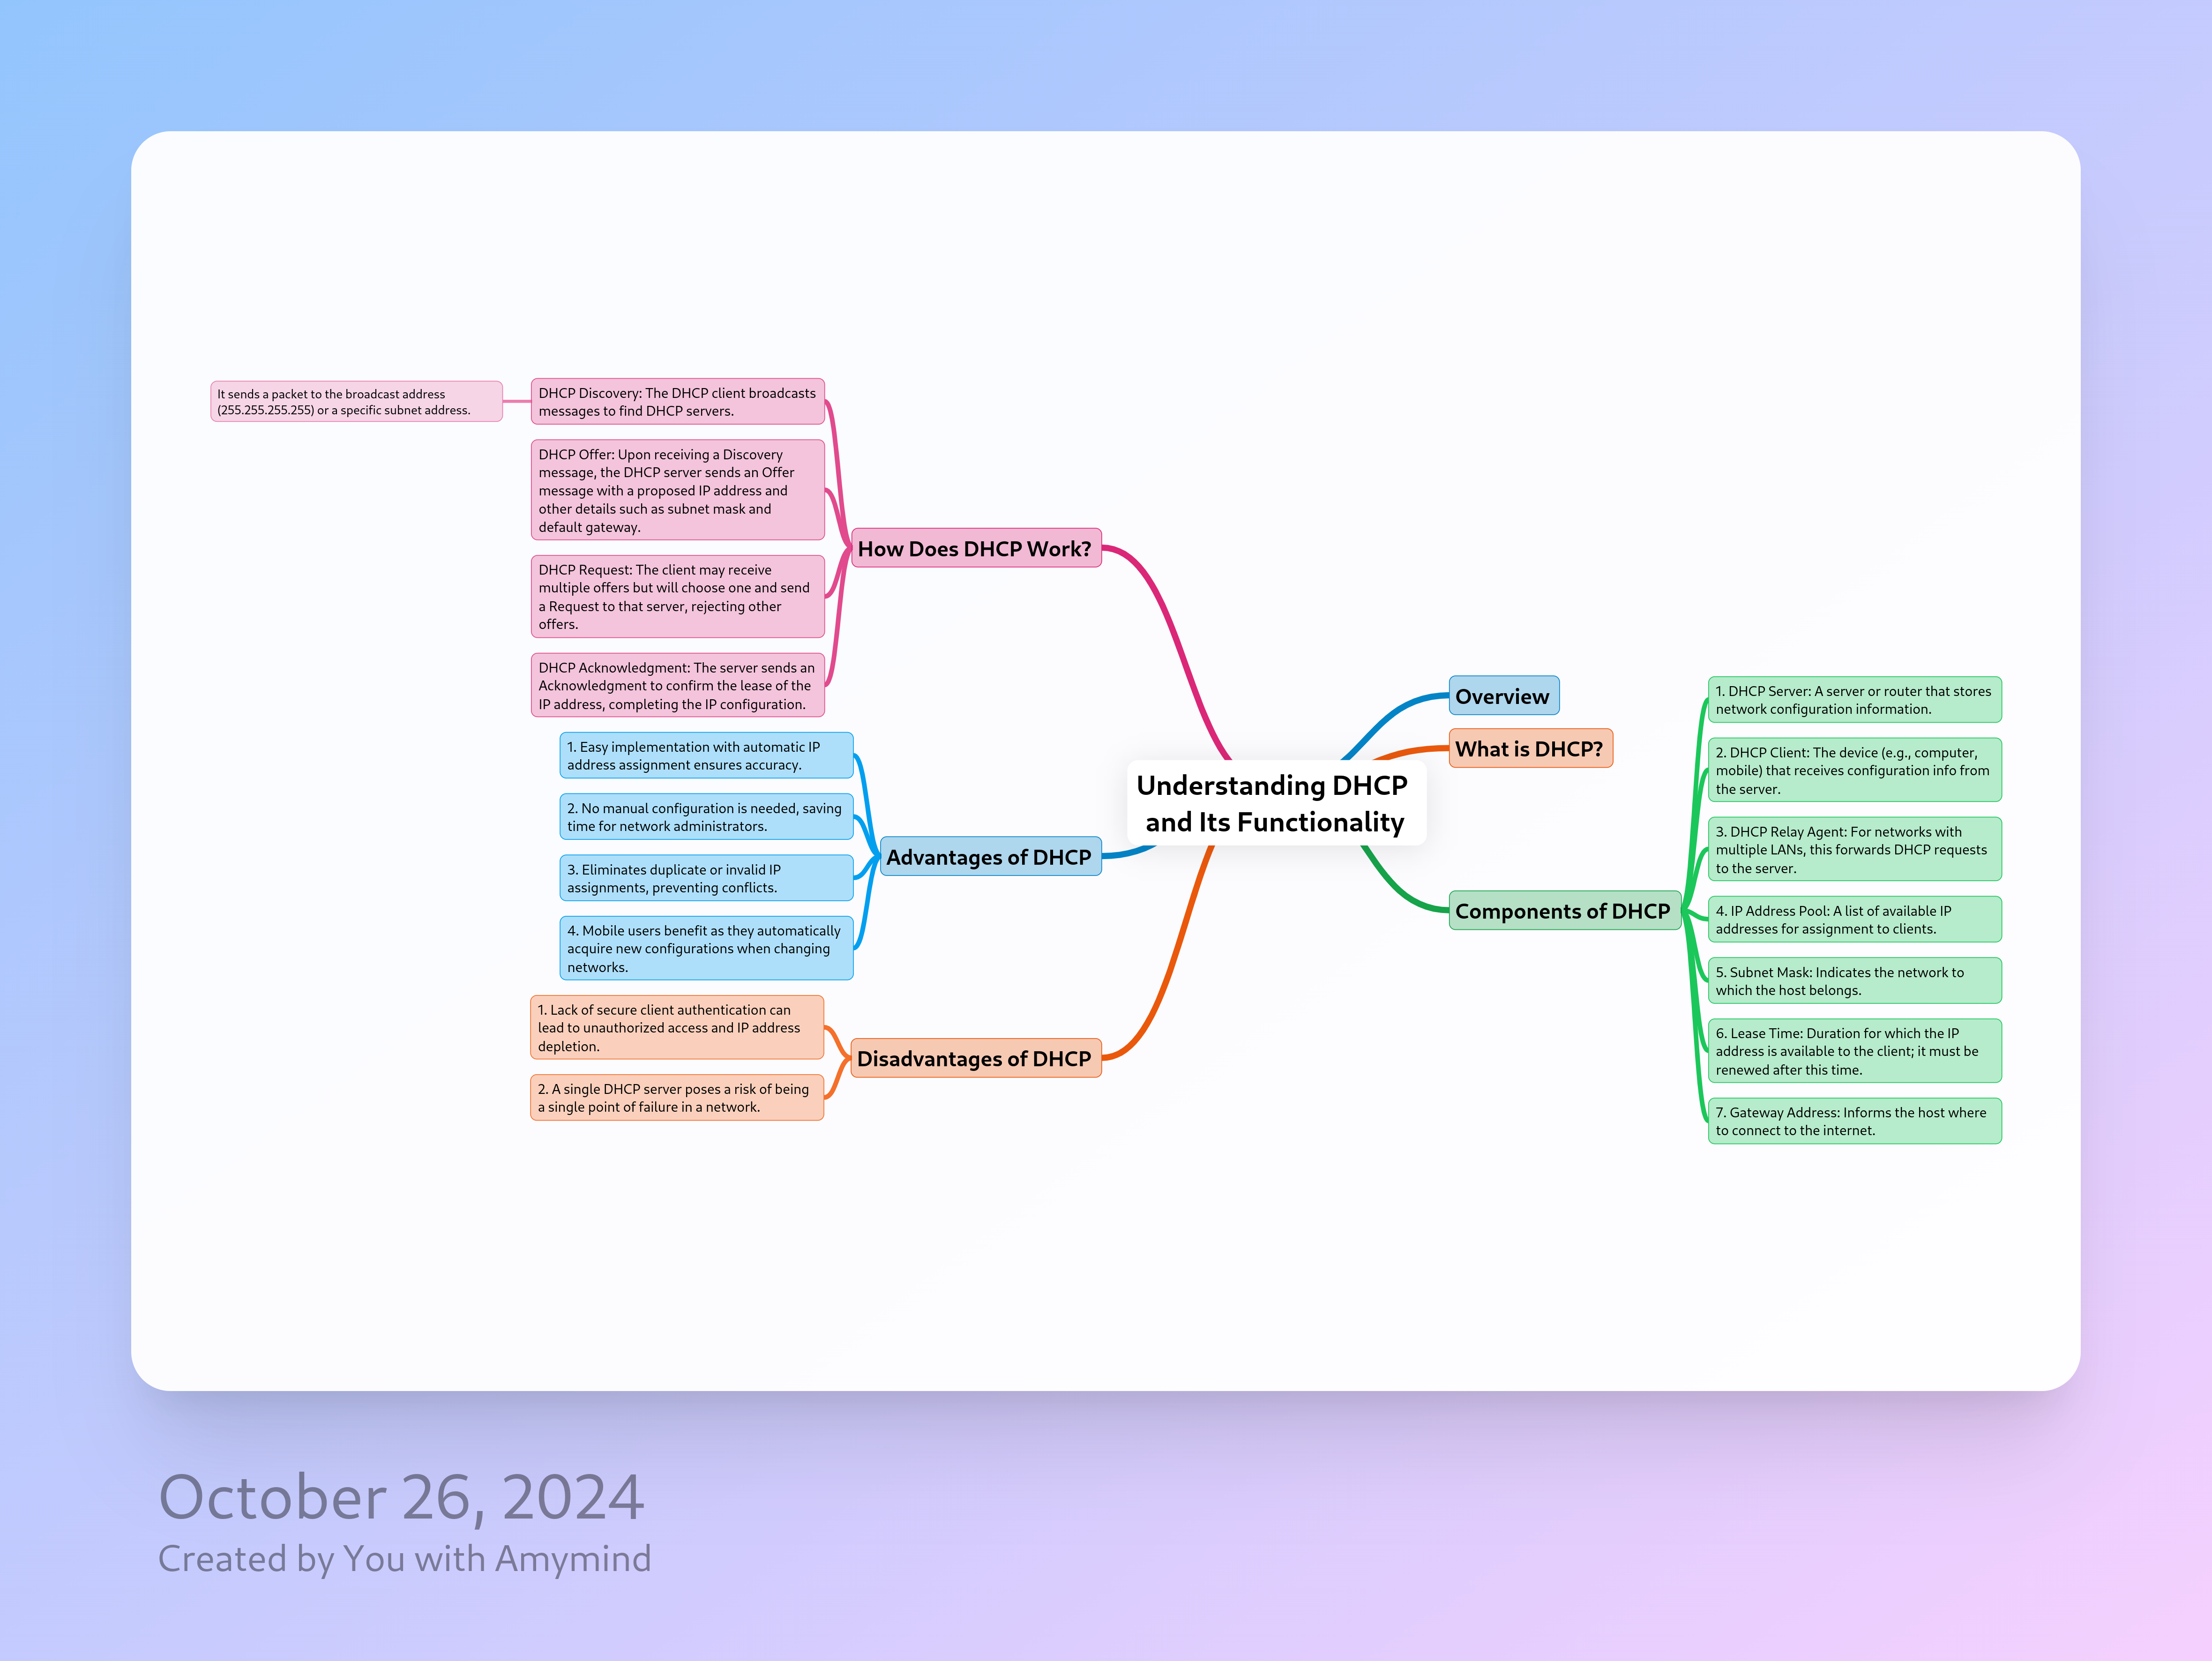 Understanding DHCP
and Its Functionality
Overview
What is DHCP?
Components of DHCP
1. DHCP Server: A server or router that stores
network configuration information.
2. DHCP Client: The device (e.g., computer,
mobile) that receives configuration info from
the server.
3. DHCP Relay Agent: For networks with
multiple LANs, this forwards DHCP requests
to the server.
4. IP Address Pool: A list of available IP
addresses for assignment to clients.
5. Subnet Mask: Indicates the network to
which the host belongs.
6. Lease Time: Duration for which the IP
address is available to the client; it must be
renewed after this time.
7. Gateway Address: Informs the host where
to connect to the internet.
How Does DHCP Work?
DHCP Discovery: The DHCP client broadcasts
messages to find DHCP servers.
It sends a packet to the broadcast address
(255.255.255.255) or a specific subnet address.
DHCP Offer: Upon receiving a Discovery
message, the DHCP server sends an Offer
message with a proposed IP address and
other details such as subnet mask and
default gateway.
DHCP Request: The client may receive
multiple offers but will choose one and send
a Request to that server, rejecting other
offers.
DHCP Acknowledgment: The server sends an
Acknowledgment to confirm the lease of the
IP address, completing the IP configuration.
Advantages of DHCP
1. Easy implementation with automatic IP
address assignment ensures accuracy.
2. No manual configuration is needed, saving
time for network administrators.
3. Eliminates duplicate or invalid IP
assignments, preventing conflicts.
4. Mobile users benefit as they automatically
acquire new configurations when changing
networks.
Disadvantages of DHCP
1. Lack of secure client authentication can
lead to unauthorized access and IP address
depletion.
2. A single DHCP server poses a risk of being
a single point of failure in a network.
October 26, 2024
Created by You with Amymind